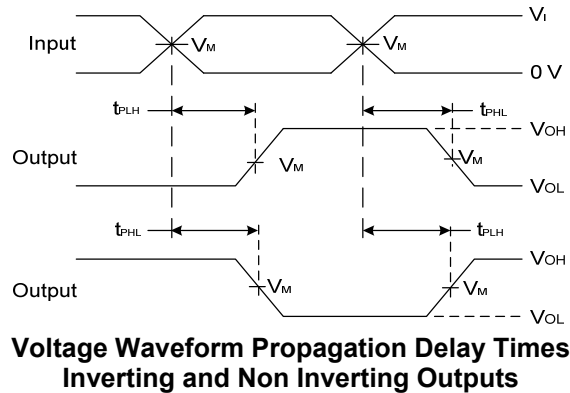 VI
Input
VM
VM
0 V
tPLH
tPHL
VOH
Output
VM
VM
VOL
tPHL
tPLH
VOH
Output
VM
VM
VOL
Voltage Waveform Propagation Delay Times
Inverting and Non Inverting Outputs